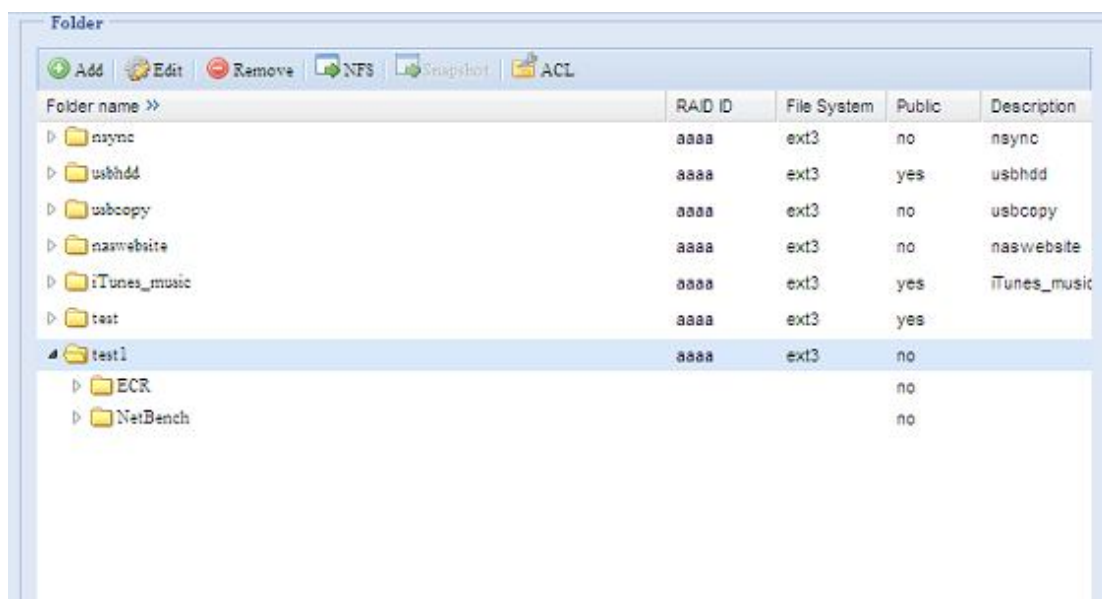 Folder
Add Edit Remove NFS Snapshot ACL
Folder name » RAID ID File System Public Description
nsync aaaa ext3 no nsync
usbhdd aaaa ext3 yes usbhdd
usbcopy aaaa ext3 no usbcopy
naswebsite aaaa ext3 no naswebsite
iTunes_music aaaa ext3 yes iTunes_music
test aaaa ext3 yes
test1 aaaa ext3 no
ECR no
NetBench no